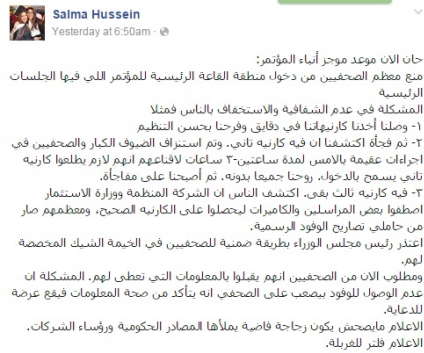 Salma Hussein
Yesterday at 6:50am ·
حان الان موعد موجز أنباء المؤتمر:
منع معظم الصحفيين من دخول منطقة القاعة الرئيسية للمؤتمر اللي فيها الجلسات
الرئيسية
المشكلة في عدم الشفافية والاستخفاف بالناس فمثلا
١- وصلنا أخدنا كارنيهاتنا في دقايق وفرحنا بحسن التنظيم
٢- ثم فجأة اكتشفنا ان فيه كارنيه تاني. وتم استنزاف الضيوف الكبار والصحفيين في
اجراءات عقيمة بالامس لمدة ساعتين-٣ ساعات لاقناعهم انهم لازم يطلعوا كارنيه
تاني يسمح بالدخول. روحنا جميعا بدونه. ثم أصبحنا على مفاجأة.
٣- فيه كارنيه ثالث بقى. اكتشف الناس ان الشركة المنظمة ووزارة الاستثمار
اصطفوا بعض المراسلين والكاميرات ليحصلوا على الكارنيه الصحيح، ومعظمهم صار
من حاملي تصاريح الوفود الرسمية.
اعتذر رئيس مجلس الوزراء بطريقة ضمنية للصحفيين في الخيمة الشيك المخصصة
لهم.
ومطلوب الان من الصحفيين انهم يقبلوا بالمعلومات التي تعطى لهم. المشكلة ان
عدم الوصول للوفود بيصعب على الصحفي انه يتأكد من صحة المعلومات فيقع عرضة
للدعاية.
الاعلام مايصحش يكون زجاجة فاضية يملأها المصادر الحكومية ورؤساء الشركات.
الاعلام فلتر للغربلة.